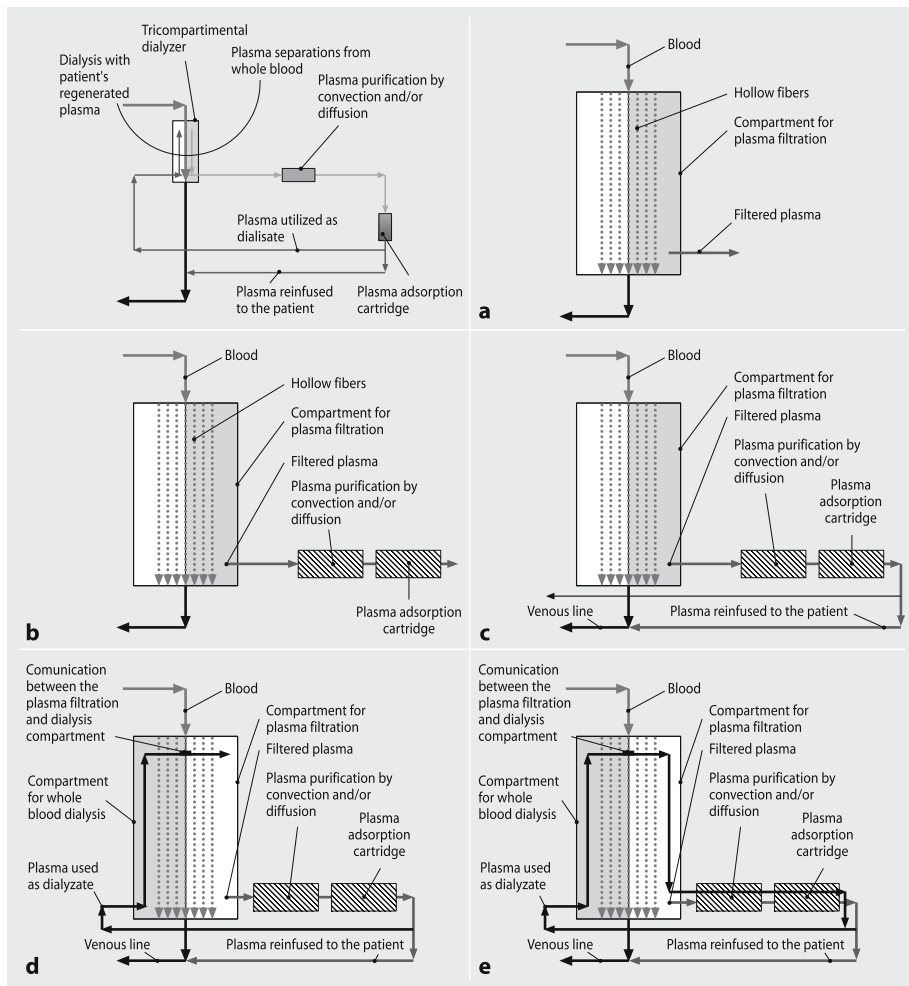 Tricompartimental
dialyzer
Dialysis with
patient's
regenerated
plasma
Plasma separations from
whole blood
Plasma purification by
convection and/or
diffusion
Plasma utilized as
dialisate
Plasma reinfused
to the patient
Plasma adsorption
cartridge
Blood
Hollow fibers
Compartment for
plasma filtration
Filtered plasma
a
Blood
Hollow fibers
Compartment for
plasma filtration
Filtered plasma
Plasma purification by
convection and/or
diffusion
Plasma adsorption
cartridge
b
Blood
Compartment for
plasma filtration
Filtered plasma
Plasma purification by
convection and/or
diffusion
Plasma
adsorption
cartridge
Venous line
Plasma reinfused to the patient
c
Comunication
between the
plasma filtration
and dialysis
compartment
Blood
Compartment for
plasma filtration
Filtered plasma
Compartment
for whole
blood dialysis
Plasma purification by
convection and/or
diffusion
Plasma
adsorption
cartridge
Plasma used
as dialyzate
Venous line
Plasma reinfused to the patient
d
Comunication
between the
plasma filtration
and dialysis
compartment
Blood
Compartment for
plasma filtration
Filtered plasma
Compartment
for whole
blood dialysis
Plasma purification by
convection and/or
diffusion
Plasma
adsorption
cartridge
Plasma used
as dialyzate
Venous line
Plasma reinfused to the patient
e